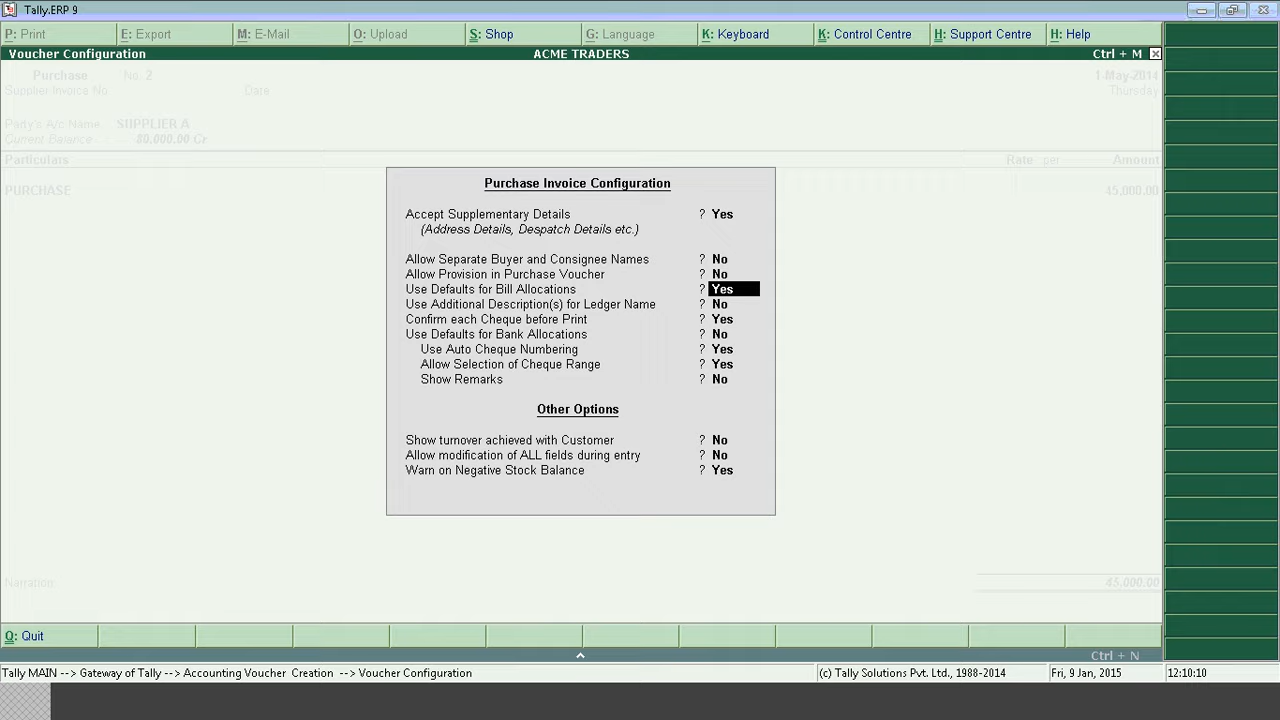 Tally.ERP 9
P: Print E: Export M: E-Mail O: Upload S: Shop G: Language K: Keyboard K: Control Centre H: Support Centre H: Help
Voucher Configuration ACME TRADERS Ctrl + M
Purchase No. 2 1-May-2014
Supplier Invoice No. Date Thursday
Party's A/c Name SUPPLIER A
Current Balance 80,000.00 Cr
Particulars Rate per Amount
PURCHASE 45,000.00
Purchase Invoice Configuration
Accept Supplementary Details ? Yes
(Address Details, Despatch Details etc.)
Allow Separate Buyer and Consignee Names ? No
Allow Provision in Purchase Voucher ? No
Use Defaults for Bill Allocations ? Yes
Use Additional Description(s) for Ledger Name ? No
Confirm each Cheque before Print ? Yes
Use Defaults for Bank Allocations ? No
Use Auto Cheque Numbering ? Yes
Allow Selection of Cheque Range ? Yes
Show Remarks ? No
Other Options
Show turnover achieved with Customer ? No
Allow modification of ALL fields during entry ? No
Warn on Negative Stock Balance ? Yes
Narration 45,000.00
Q: Quit
Ctrl + N
Tally MAIN --> Gateway of Tally --> Accounting Voucher Creation --> Voucher Configuration (c) Tally Solutions Pvt. Ltd., 1988-2014 Fri, 9 Jan, 2015 12:10:10